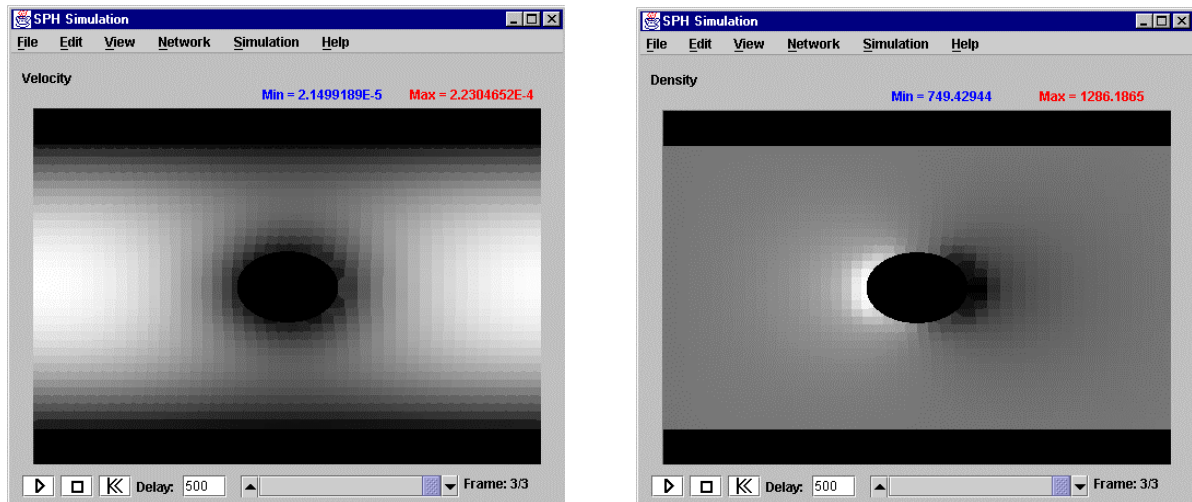 SPH Simulation
File Edit View Network Simulation Help
Velocity
Min = 2.1499189E-5 Max = 2.2304652E-4
Delay: 500 Frame: 3/3
SPH Simulation
File Edit View Network Simulation Help
Density
Min = 749.42944 Max = 1286.1865
Delay: 500 Frame: 3/3